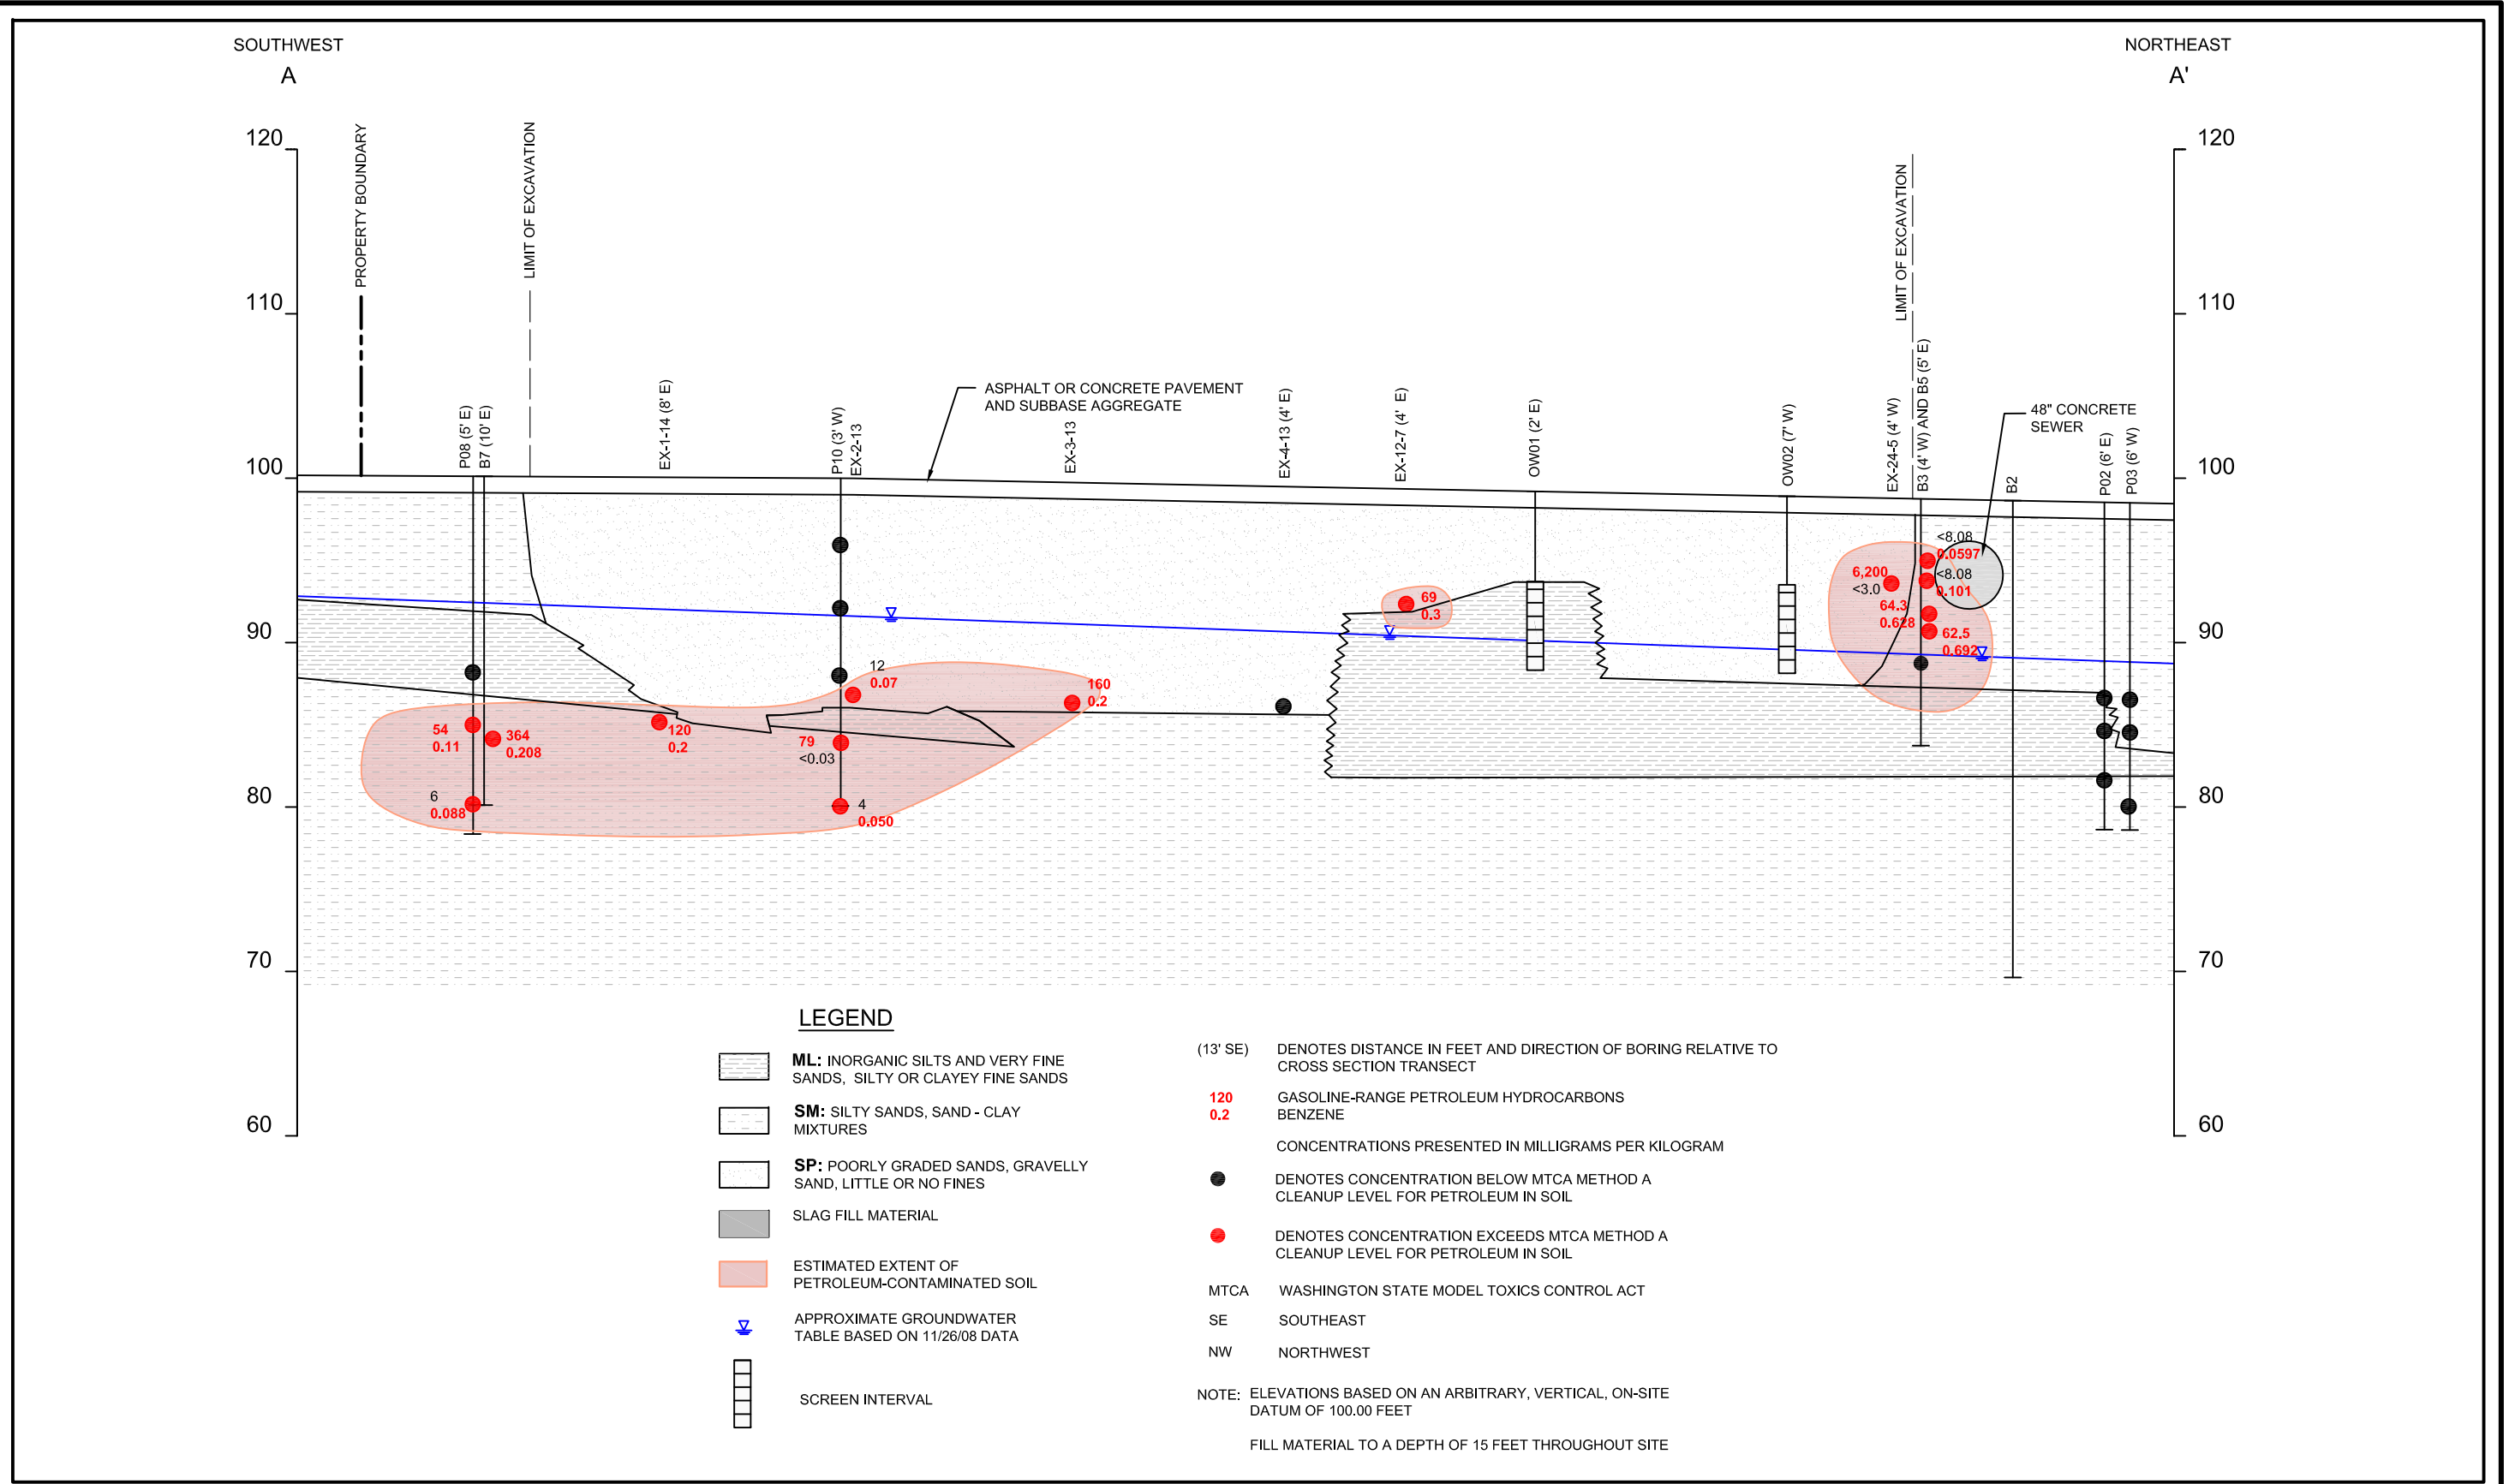 SOUTHWEST
A
NORTHEAST
A'
PROPERTY BOUNDARY
LIMIT OF EXCAVATION
LIMIT OF EXCAVATION
120
110
100
90
80
70
60
120
110
100
90
80
70
60
P08 (5' E)
B7 (10' E)
EX-1-14 (8' E)
P10 (3' W)
EX-2-13
ASPHALT OR CONCRETE PAVEMENT
AND SUBBASE AGGREGATE
EX-3-13
EX-4-13 (4' E)
EX-12-7 (4' E)
OW01 (2' E)
OW02 (7' W)
EX-24-5 (4' W)
B3 (4' W) AND B5 (5' E)
48" CONCRETE
SEWER
B2
P02 (6' E)
P03 (6' W)
54
0.11
364
0.208
6
0.088
120
0.2
12
0.07
79
<0.03
4
0.050
160
0.2
69
0.3
6,200
<3.0
<8.08
0.0597
<8.08
0.101
64.3
0.628
62.5
0.692
LEGEND
ML: INORGANIC SILTS AND VERY FINE
SANDS, SILTY OR CLAYEY FINE SANDS
SM: SILTY SANDS, SAND - CLAY
MIXTURES
SP: POORLY GRADED SANDS, GRAVELLY
SAND, LITTLE OR NO FINES
SLAG FILL MATERIAL
ESTIMATED EXTENT OF
PETROLEUM-CONTAMINATED SOIL
APPROXIMATE GROUNDWATER
TABLE BASED ON 11/26/08 DATA
SCREEN INTERVAL
(13' SE) DENOTES DISTANCE IN FEET AND DIRECTION OF BORING RELATIVE TO
CROSS SECTION TRANSECT
120 GASOLINE-RANGE PETROLEUM HYDROCARBONS
0.2 BENZENE
CONCENTRATIONS PRESENTED IN MILLIGRAMS PER KILOGRAM
DENOTES CONCENTRATION BELOW MTCA METHOD A
CLEANUP LEVEL FOR PETROLEUM IN SOIL
DENOTES CONCENTRATION EXCEEDS MTCA METHOD A
CLEANUP LEVEL FOR PETROLEUM IN SOIL
MTCA WASHINGTON STATE MODEL TOXICS CONTROL ACT
SE SOUTHEAST
NW NORTHWEST
NOTE: ELEVATIONS BASED ON AN ARBITRARY, VERTICAL, ON-SITE
DATUM OF 100.00 FEET
FILL MATERIAL TO A DEPTH OF 15 FEET THROUGHOUT SITE